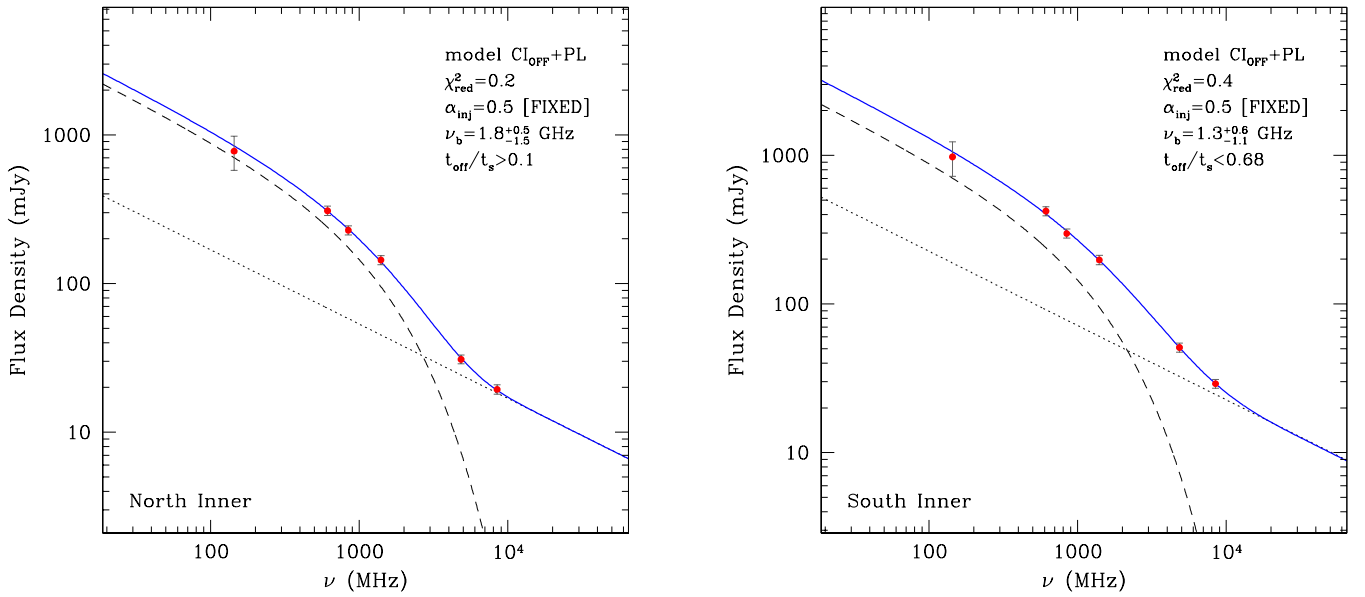 model CI_OFF+PL
χ²_red=0.2
α_inj=0.5 [FIXED]
ν_b=1.8^{+0.5}_{-1.5} GHz
t_off/t_s>0.1
1000
100
10
Flux Density (mJy)
North Inner
100 1000 10⁴
ν (MHz)
model CI_OFF+PL
χ²_red=0.4
α_inj=0.5 [FIXED]
ν_b=1.3^{+0.6}_{-1.1} GHz
t_off/t_s<0.68
1000
100
10
Flux Density (mJy)
South Inner
100 1000 10⁴
ν (MHz)